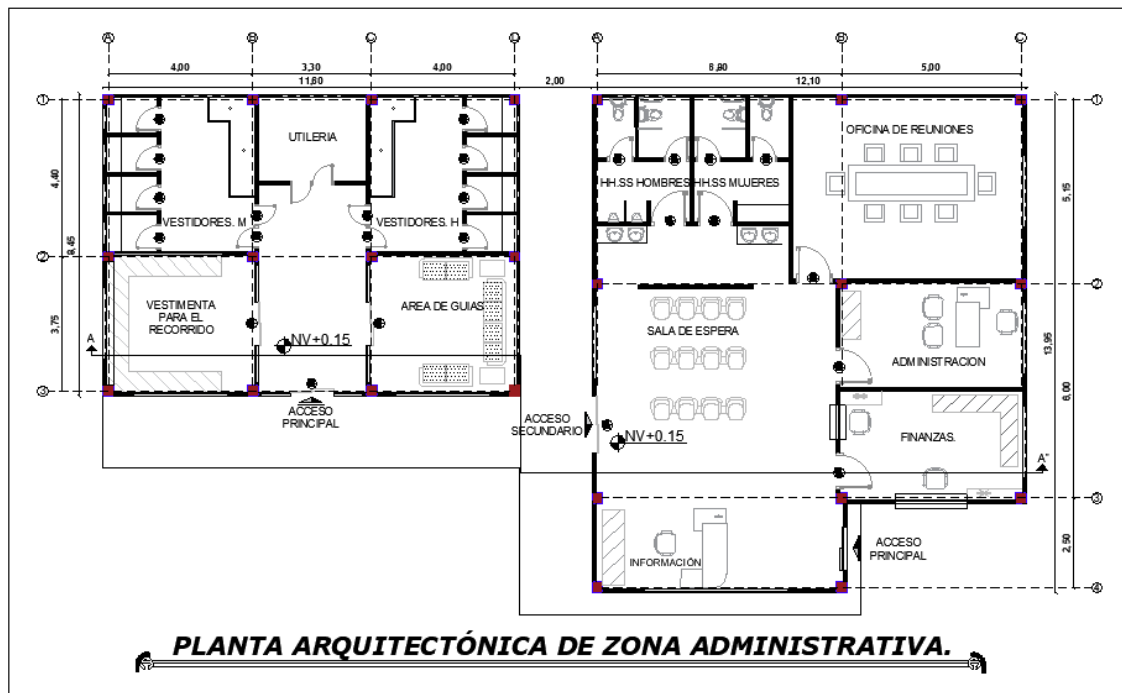 A B C D A B C
4,00 3,30 4,00 6,80 5,00
11,60 2,00 12,10
1 1
UTILERIA
OFICINA DE REUNIONES
4,40
HH.SS HOMBRES HH.SS MUJERES
5,15
VESTIDORES. M VESTIDORES. H
2 2
VESTIMENTA
PARA EL
RECORRIDO
AREA DE GUIAS
SALA DE ESPERA
3,75
NV+0.15
ADMINISTRACION
13,95
A
3
6,00
ACCESO
PRINCIPAL
ACCESO
SECUNDARIO
NV+0.15
FINANZAS.
A"
3
ACCESO
PRINCIPAL
2,50
INFORMACIÓN
4
PLANTA ARQUITECTÓNICA DE ZONA ADMINISTRATIVA.